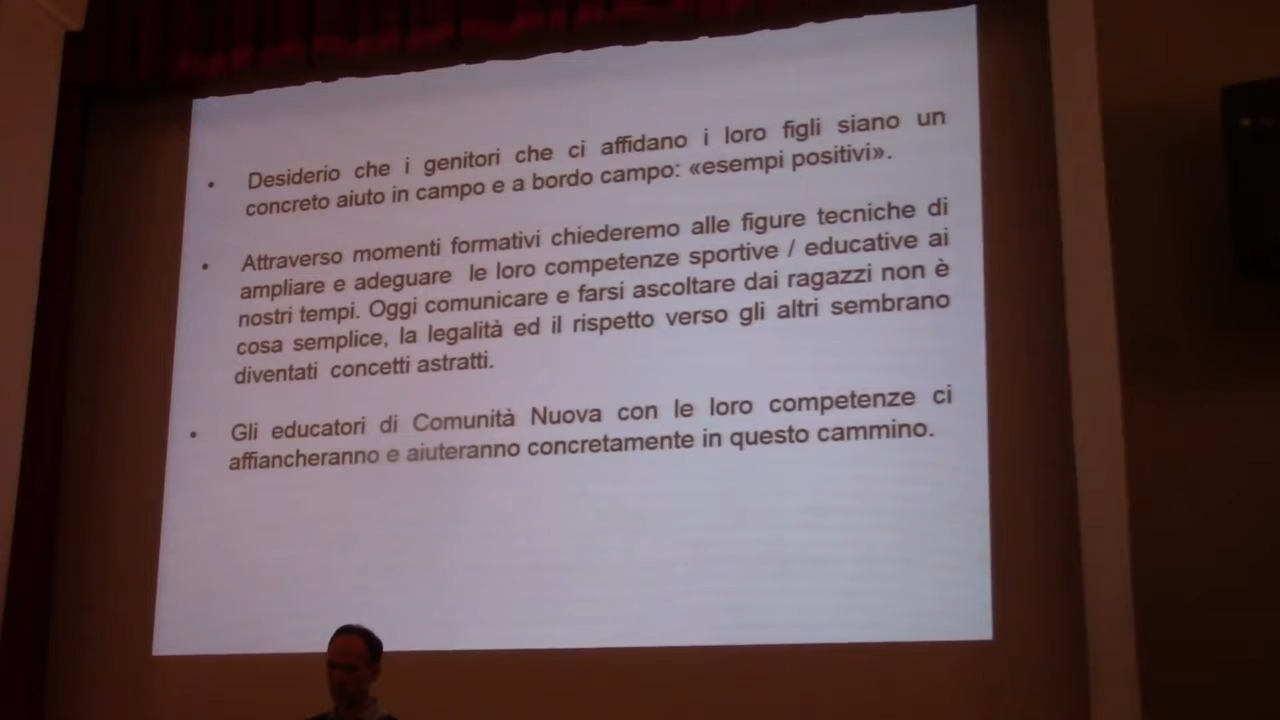 • Desiderio che i genitori che ci affidano i loro figli siano un
concreto aiuto in campo e a bordo campo: «esempi positivi».
• Attraverso momenti formativi chiederemo alle figure tecniche di
ampliare e adeguare le loro competenze sportive / educative ai
nostri tempi. Oggi comunicare e farsi ascoltare dai ragazzi non è
cosa semplice, la legalità ed il rispetto verso gli altri sembrano
diventati concetti astratti.
• Gli educatori di Comunità Nuova con le loro competenze ci
affiancheranno e aiuteranno concretamente in questo cammino.